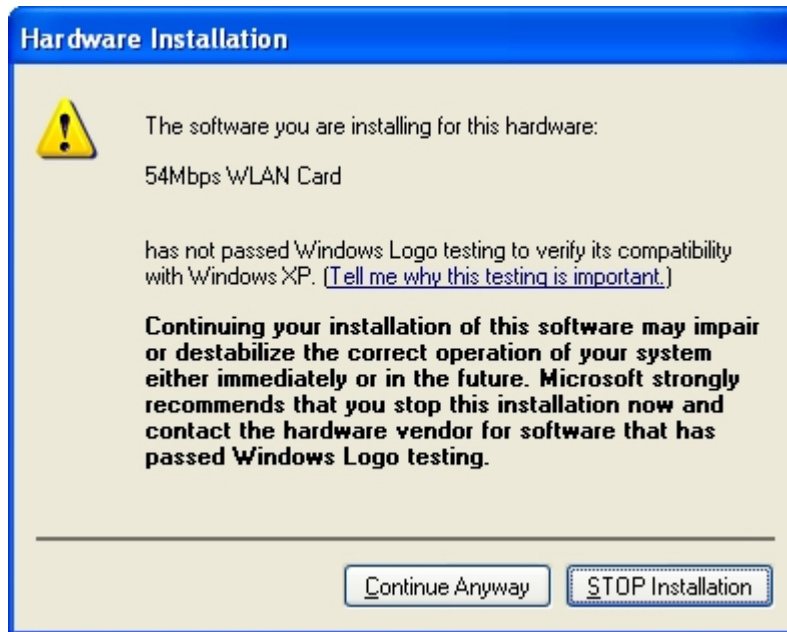 Hardware Installation
The software you are installing for this hardware:
54Mbps WLAN Card
has not passed Windows Logo testing to verify its compatibility
with Windows XP. (Tell me why this testing is important.)
Continuing your installation of this software may impair
or destabilize the correct operation of your system
either immediately or in the future. Microsoft strongly
recommends that you stop this installation now and
contact the hardware vendor for software that has
passed Windows Logo testing.
Continue Anyway STOP Installation